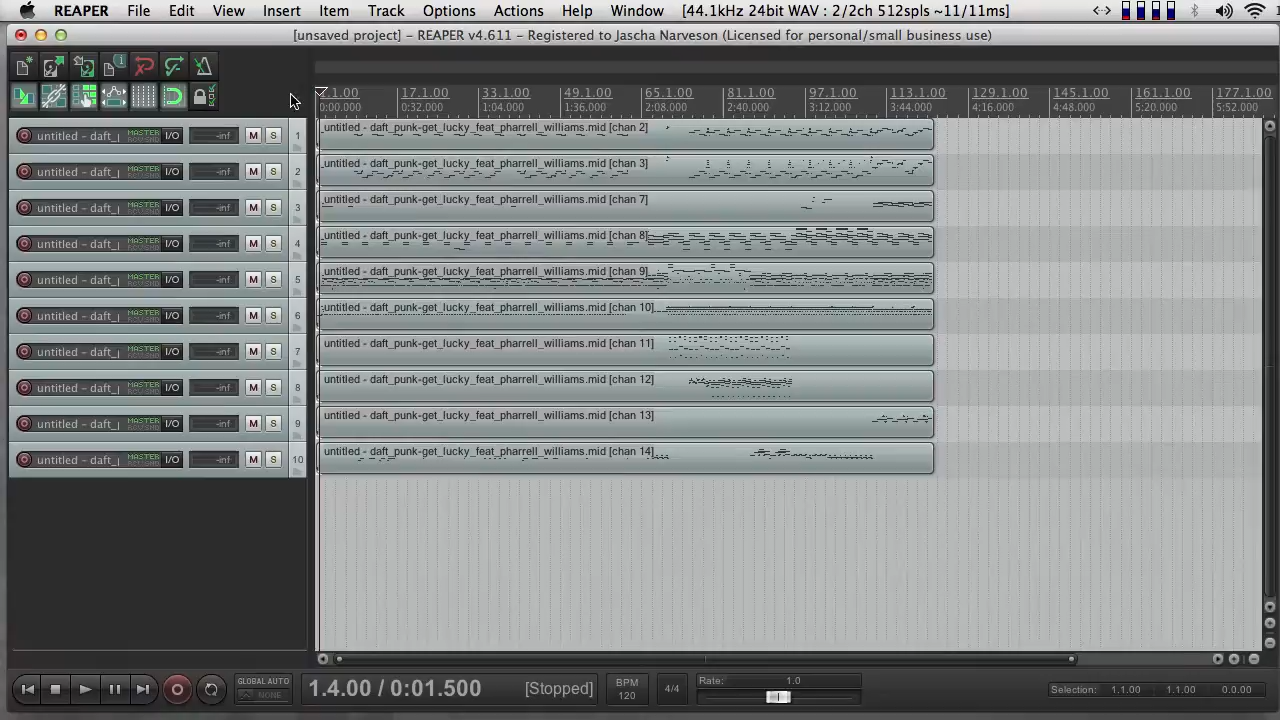 REAPER File Edit View Insert Item Track Options Actions Help Window [44.1kHz 24bit WAV : 2/2ch 512spls ~11/11ms]
[unsaved project] - REAPER v4.611 - Registered to Jascha Narveson (Licensed for personal/small business use)
1.1.00 17.1.00 33.1.00 49.1.00 65.1.00 81.1.00 97.1.00 113.1.00 129.1.00 145.1.00 161.1.00 177.1.00
0:00.000 0:32.000 1:04.000 1:36.000 2:08.000 2:40.000 3:12.000 3:44.000 4:16.000 4:48.000 5:20.000 5:52.000
untitled - daft_ MASTER I/O -inf M S 1 untitled - daft_punk-get_lucky_feat_pharrell_williams.mid [chan 2]
untitled - daft_ MASTER I/O -inf M S 2 untitled - daft_punk-get_lucky_feat_pharrell_williams.mid [chan 3]
untitled - daft_ MASTER I/O -inf M S 3 untitled - daft_punk-get_lucky_feat_pharrell_williams.mid [chan 7]
untitled - daft_ MASTER I/O -inf M S 4 untitled - daft_punk-get_lucky_feat_pharrell_williams.mid [chan 8]
untitled - daft_ MASTER I/O -inf M S 5 untitled - daft_punk-get_lucky_feat_pharrell_williams.mid [chan 9]
untitled - daft_ MASTER I/O -inf M S 6 untitled - daft_punk-get_lucky_feat_pharrell_williams.mid [chan 10]
untitled - daft_ MASTER I/O -inf M S 7 untitled - daft_punk-get_lucky_feat_pharrell_williams.mid [chan 11]
untitled - daft_ MASTER I/O -inf M S 8 untitled - daft_punk-get_lucky_feat_pharrell_williams.mid [chan 12]
untitled - daft_ MASTER I/O -inf M S 9 untitled - daft_punk-get_lucky_feat_pharrell_williams.mid [chan 13]
untitled - daft_ MASTER I/O -inf M S 10 untitled - daft_punk-get_lucky_feat_pharrell_williams.mid [chan 14]
GLOBAL AUTO
NONE
1.4.00 / 0:01.500 [Stopped]
BPM
120
4/4
Rate: 1.0
Selection: 1.1.00 1.1.00 0.0.00